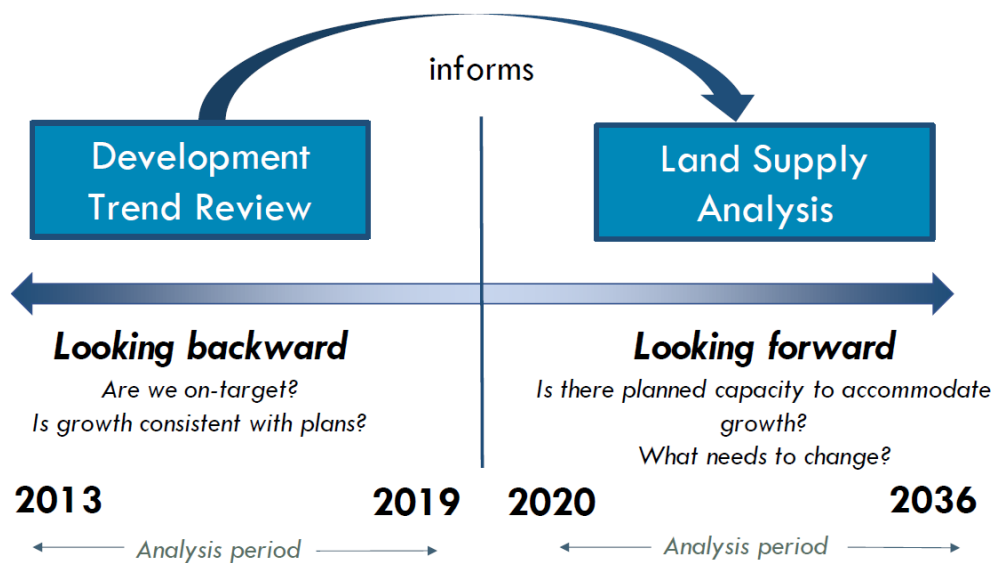 informs
Development
Trend Review
Land Supply
Analysis
Looking backward
Are we on-target?
Is growth consistent with plans?
Looking forward
Is there planned capacity to accommodate
growth?
What needs to change?
2013
2019
2020
2036
Analysis period
Analysis period